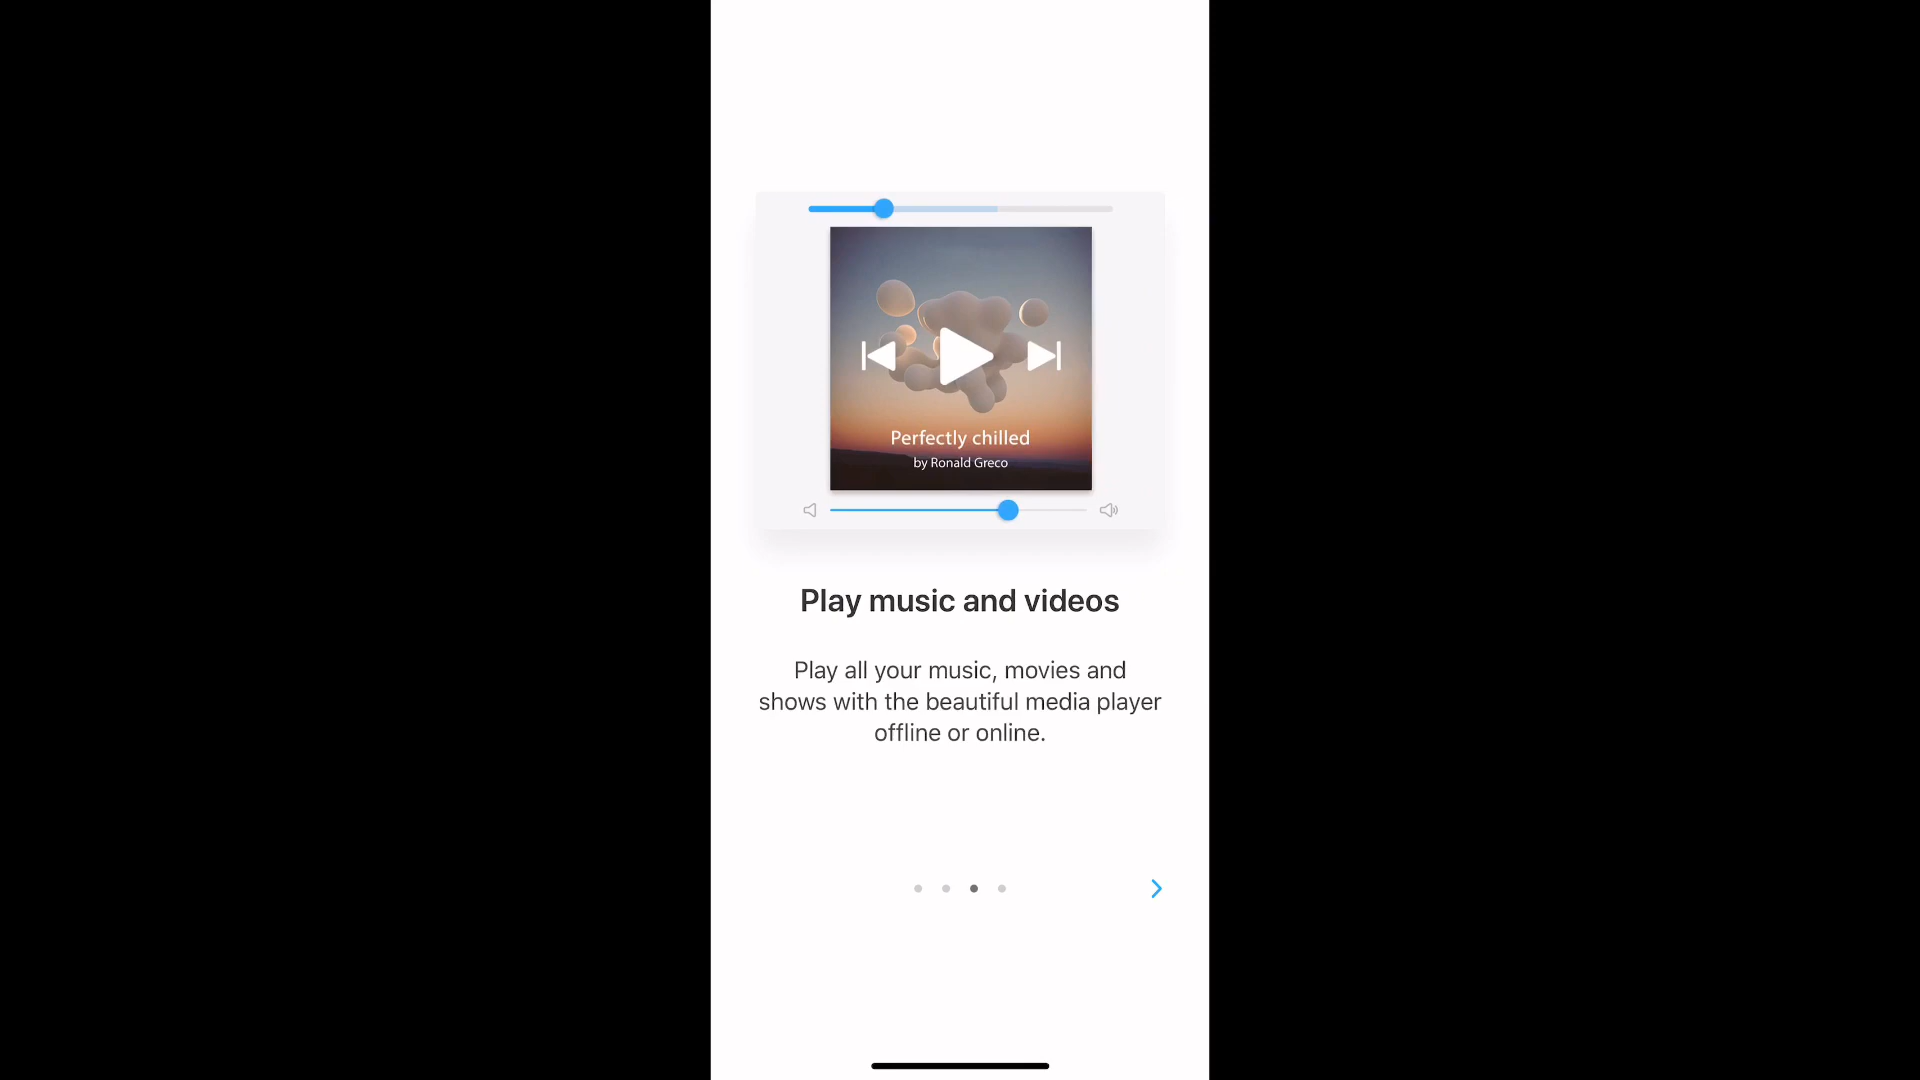 Perfectly chilled
by Ronald Greco
Play music and videos
Play all your music, movies and
shows with the beautiful media player
offline or online.